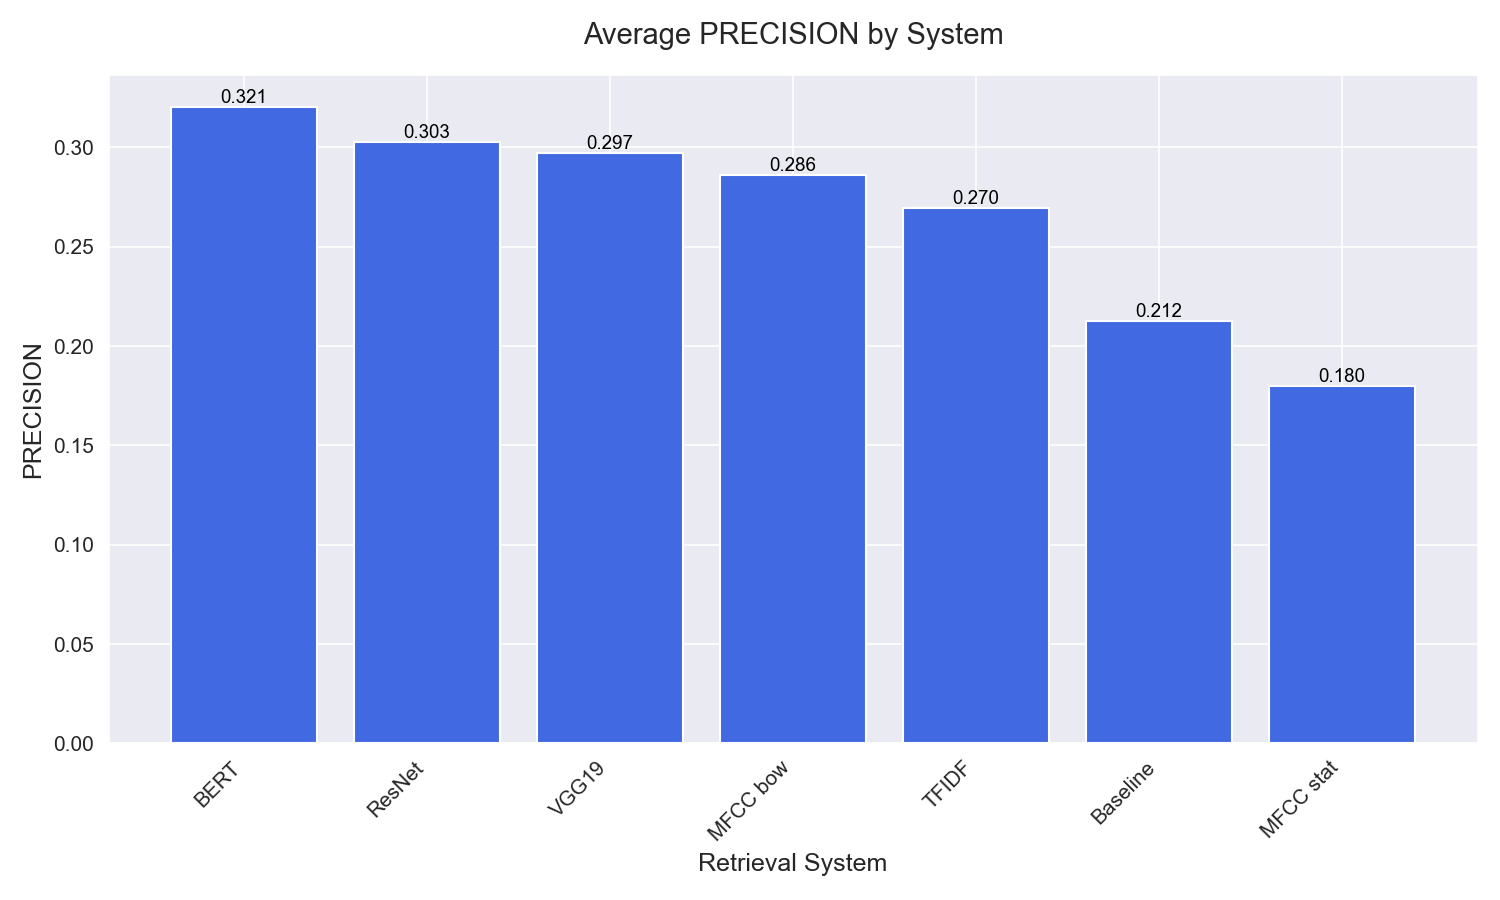 Average PRECISION by System
0.321
0.303
0.297
0.286
0.270
0.212
0.180
0.30
0.25
0.20
0.15
0.10
0.05
0.00
PRECISION
BERT
ResNet
VGG19
MFCC bow
TFIDF
Baseline
MFCC stat
Retrieval System